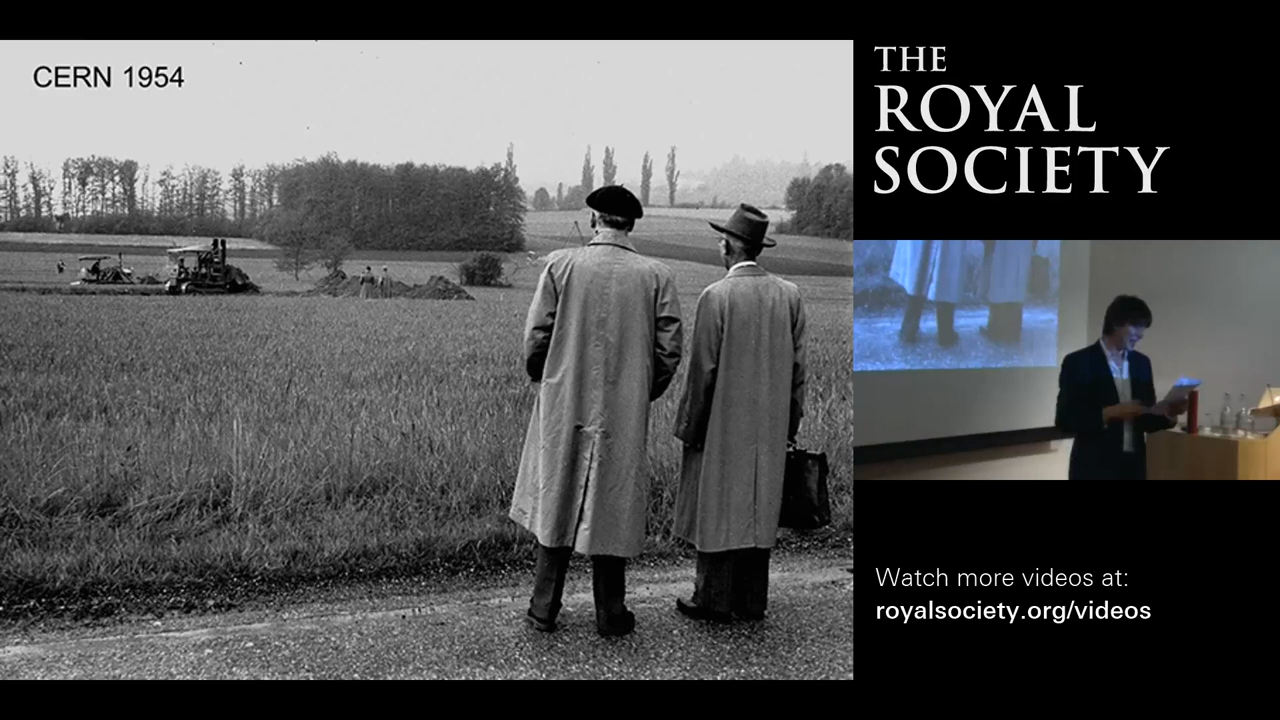 CERN 1954
THE
ROYAL
SOCIETY
Watch more videos at:
royalsociety.org/videos